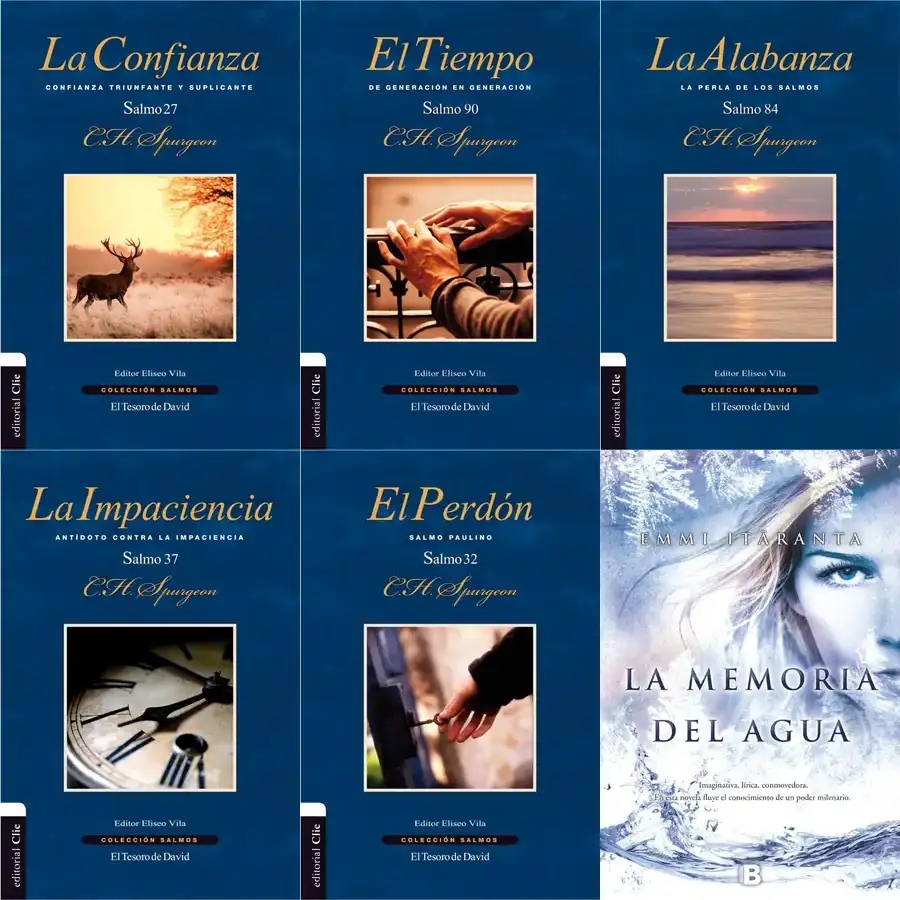 La Confianza
CONFIANZA TRIUNFANTE Y SUPLICANTE
Salmo 27
C.H. Spurgeon
Editor Eliseo Vila
COLECCIÓN SALMOS
El Tesoro de David
editorial Clie
El Tiempo
DE GENERACIÓN EN GENERACIÓN
Salmo 90
C.H. Spurgeon
Editor Eliseo Vila
COLECCIÓN SALMOS
El Tesoro de David
editorial Clie
La Alabanza
LA PERLA DE LOS SALMOS
Salmo 84
C.H. Spurgeon
Editor Eliseo Vila
COLECCIÓN SALMOS
El Tesoro de David
editorial Clie
La Impaciencia
ANTÍDOTO CONTRA LA IMPACIENCIA
Salmo 37
C.H. Spurgeon
Editor Eliseo Vila
COLECCIÓN SALMOS
El Tesoro de David
editorial Clie
El Perdón
SALMO PAULINO
Salmo 32
C.H. Spurgeon
Editor Eliseo Vila
COLECCIÓN SALMOS
El Tesoro de David
editorial Clie
EMMI ITÄRANTA
LA MEMORIA
DEL AGUA
Imaginativa, lírica, conmovedora.
En esta novela fluye el conocimiento de un poder milenario.
B